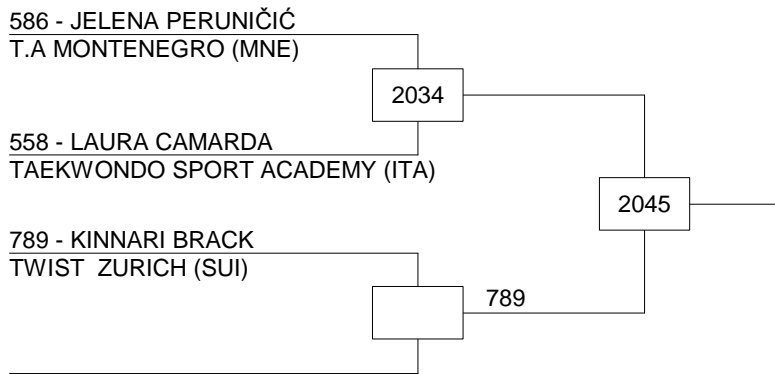 586 - JELENA PERUNIČIĆ
T.A MONTENEGRO (MNE)
2034
558 - LAURA CAMARDA
TAEKWONDO SPORT ACADEMY (ITA)
2045
789 - KINNARI BRACK
TWIST  ZURICH (SUI)
789